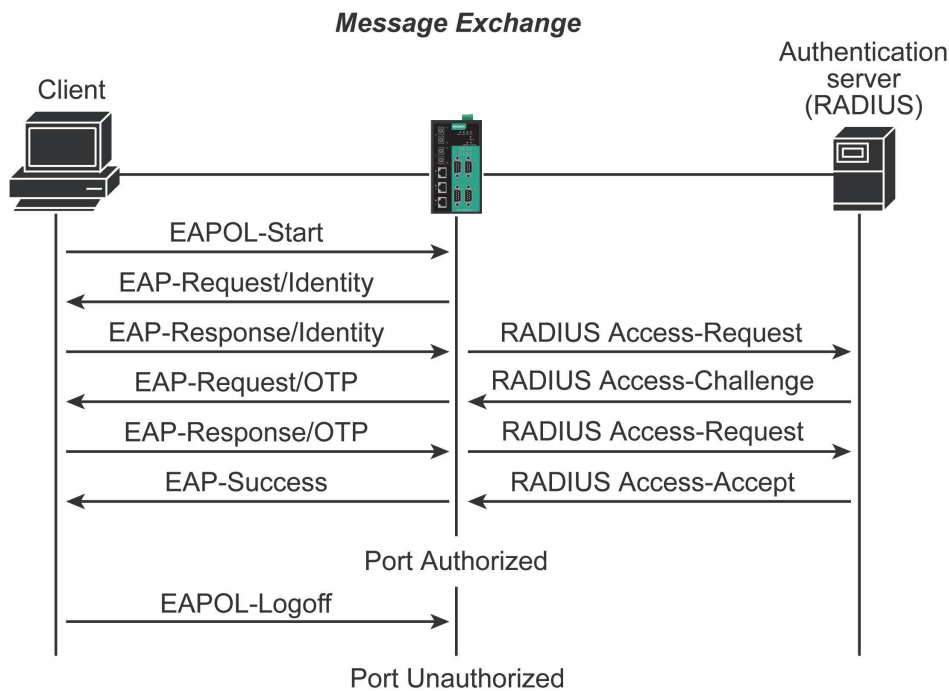 Message Exchange
Authentication
server
(RADIUS)
Client
EAPOL-Start
EAP-Request/Identity
EAP-Response/Identity
RADIUS Access-Request
EAP-Request/OTP
RADIUS Access-Challenge
EAP-Response/OTP
RADIUS Access-Request
EAP-Success
RADIUS Access-Accept
Port Authorized
EAPOL-Logoff
Port Unauthorized